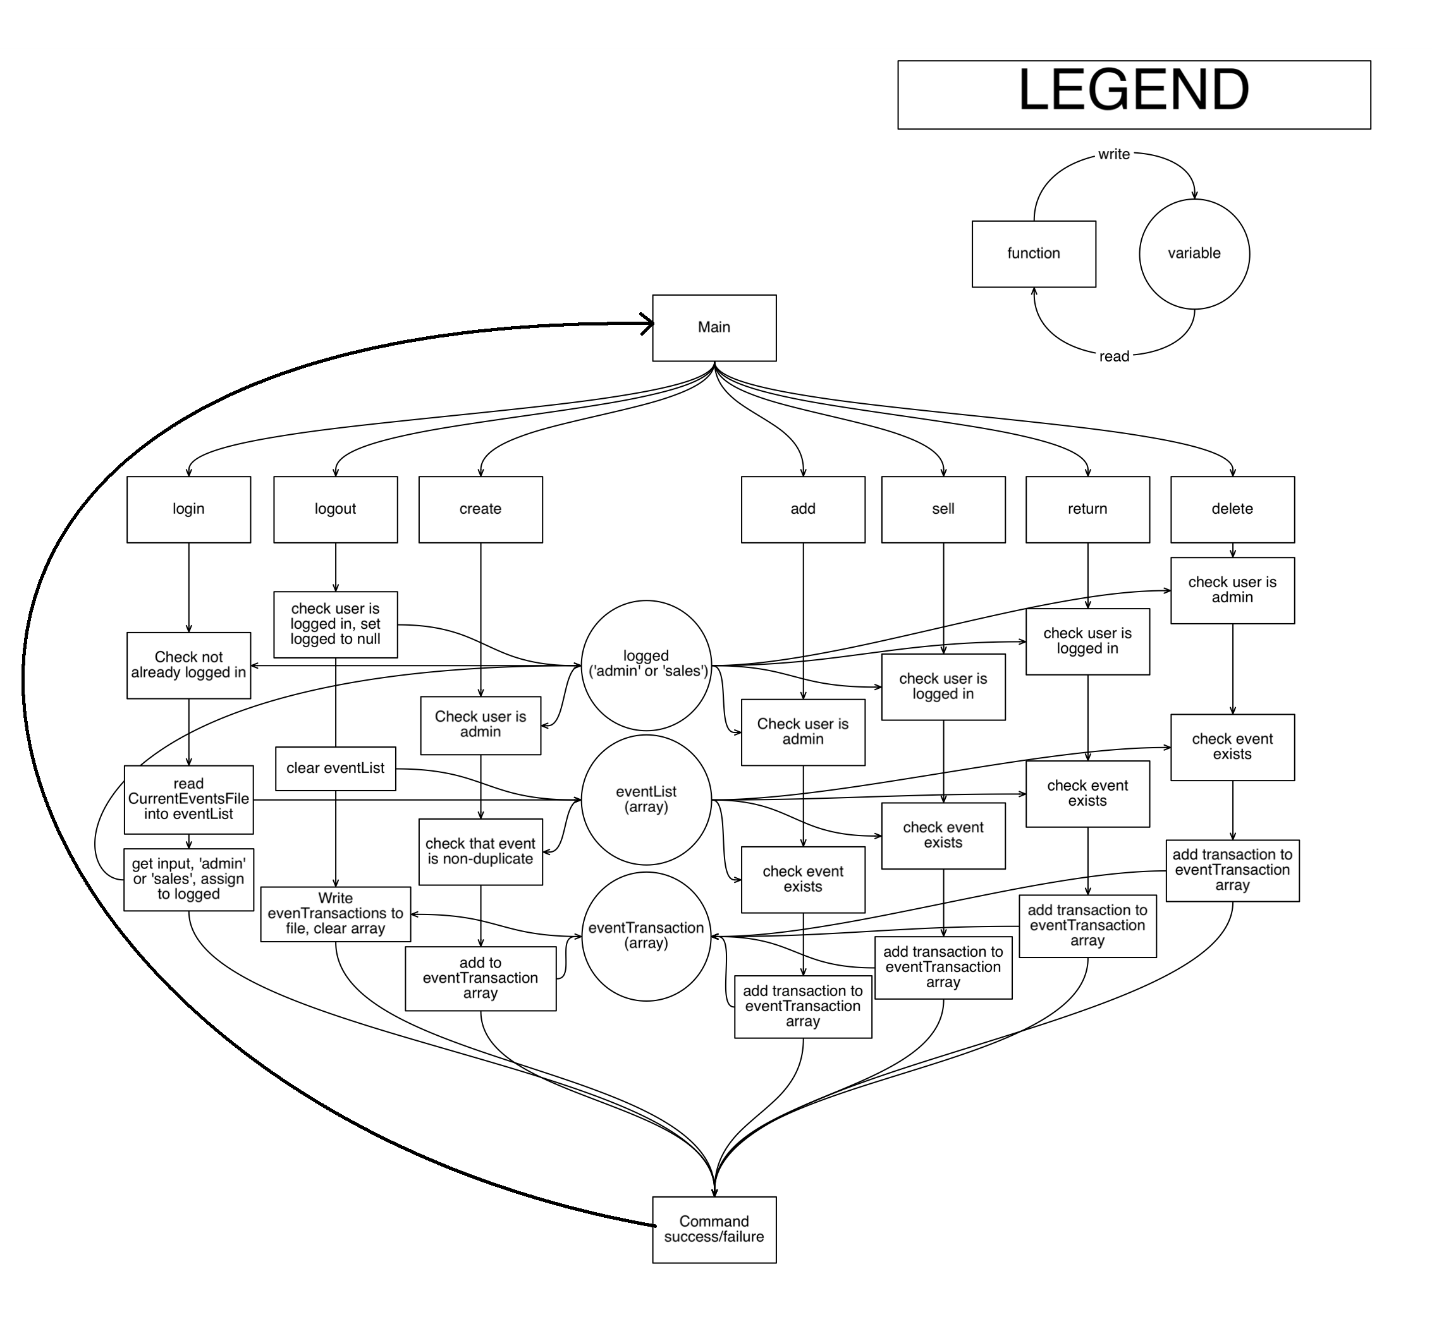 LEGEND
write
function
variable
read
Main
login
logout
create
add
sell
return
delete
check user is
admin
check user is
logged in, set
logged to null
check user is
logged in
Check not
already logged in
logged
('admin' or 'sales')
check user is
logged in
Check user is
admin
Check user is
admin
check event
exists
clear eventList
read
CurrentEventsFile
into eventList
eventList
(array)
check event
exists
check event
exists
check that event
is non-duplicate
check event
exists
add transaction to
eventTransaction
array
get input, 'admin'
or 'sales', assign
to logged
Write
evenTransactions to
file, clear array
eventTransaction
(array)
add transaction to
eventTransaction
array
add to
eventTransaction
array
add transaction to
eventTransaction
array
add transaction to
eventTransaction
array
Command
success/failure